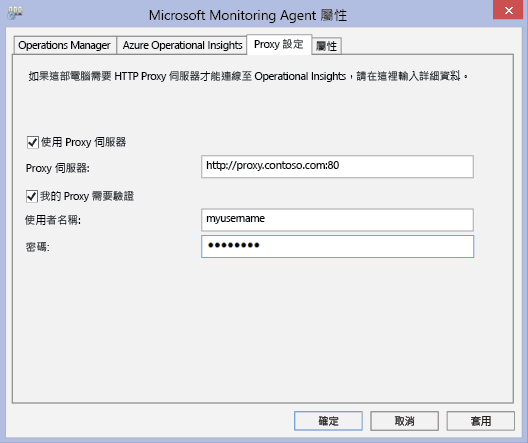 Microsoft Monitoring Agent 屬性
Operations Manager Azure Operational Insights Proxy 設定 屬性
如果這部電腦需要 HTTP Proxy 伺服器才能連線至 Operational Insights，請在這裡輸入詳細資料。
使用 Proxy 伺服器
Proxy 伺服器: http://proxy.contoso.com:80
我的 Proxy 需要驗證
使用者名稱: myusername
密碼: ●●●●●●●●
確定 取消 套用